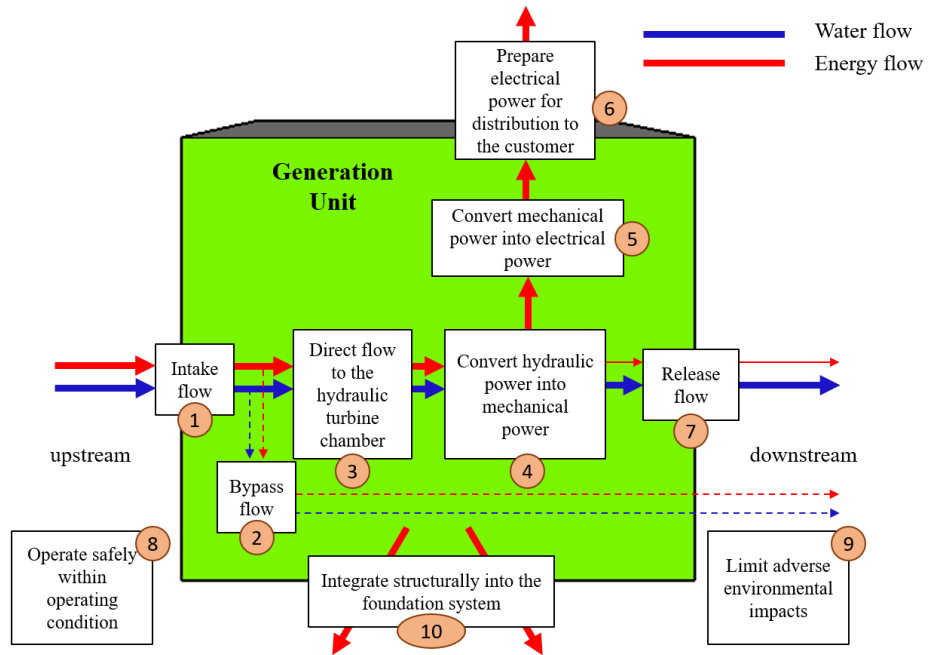 Water flow
Energy flow
Prepare
electrical
power for
distribution to
the customer
6
Generation
Unit
Convert mechanical
power into electrical
power
5
Intake
flow
1
Direct flow
to the
hydraulic
turbine
chamber
3
Convert hydraulic
power into
mechanical
power
4
Release
flow
7
upstream
downstream
Bypass
flow
2
Operate safely
within
operating
condition
8
Integrate structurally into the
foundation system
10
Limit adverse
environmental
impacts
9